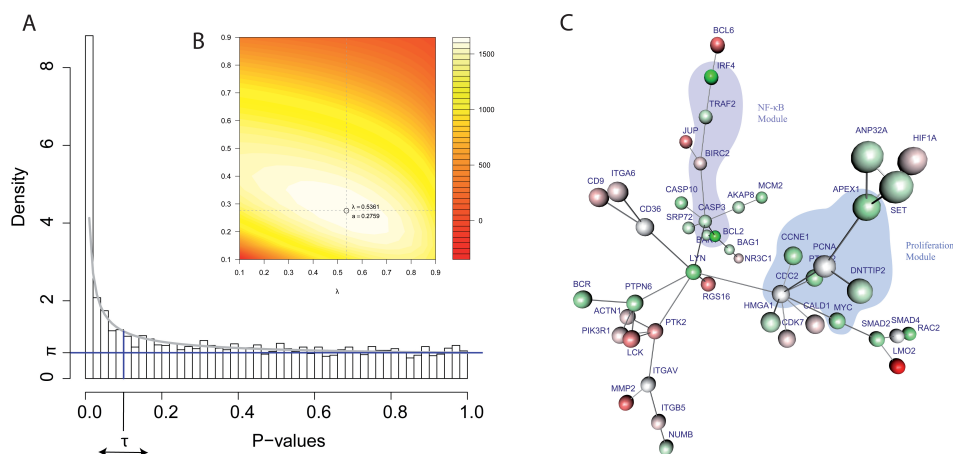 A
Density
8
6
4
2
π
0
0.0
0.2
0.4
0.6
0.8
1.0
τ
P−values
B
0.9
0.8
0.7
0.6
0.5
0.4
0.3
0.2
0.1
0.1
0.2
0.3
0.4
0.5
0.6
0.7
0.8
0.9
λ
λ = 0.5361
a = 0.2759
1500
1000
500
0
C
BCL6
IRF4
TRAF2
NF-κB
Module
JUP
BIRC2
ANP32A
HIF1A
ITGA6
CD9
CASP10
AKAP8
MCM2
APEX1
SET
CD36
SRP72
CASP3
BCL2
BAG1
NR3C1
CCNE1
PCNA
Proliferation
Module
LYN
RGS16
CDC2
DNTTIP2
BCR
PTPN6
ACTN1
HMGA1
CALD1
MYC
PIK3R1
PTK2
CDK7
SMAD2
SMAD4
RAC2
LCK
LMO2
ITGAV
MMP2
ITGB5
NUMB